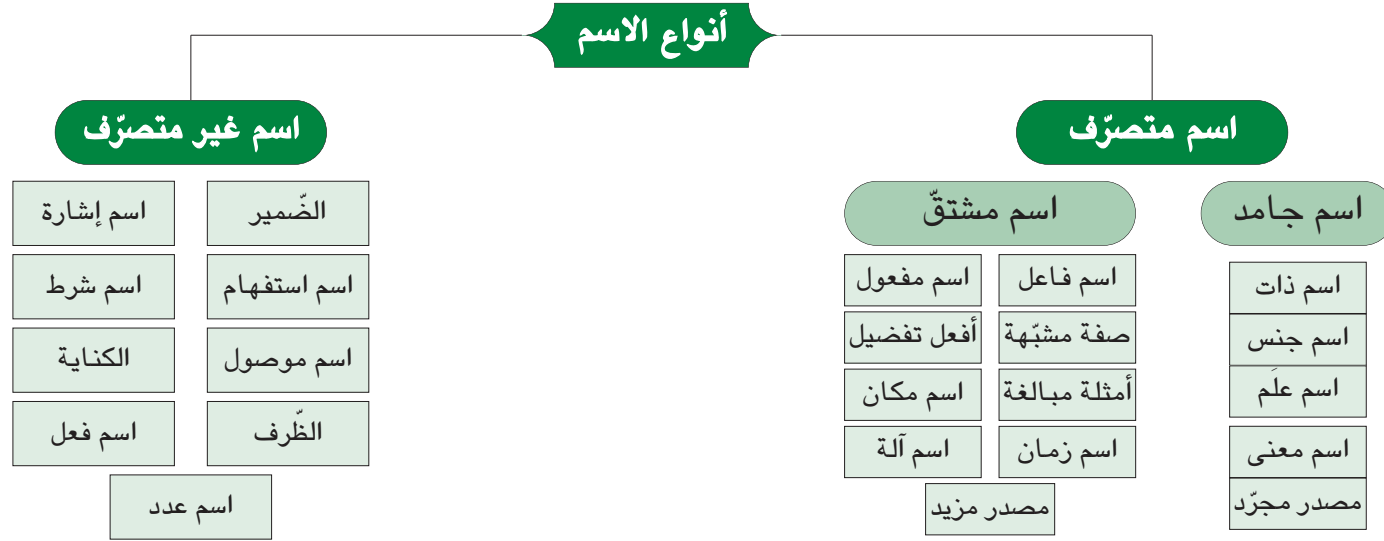 أنواع الاسم
اسم متصرّف
اسم غير متصرّف
اسم جامد
اسم ذات
اسم جنس
اسم علَم
اسم معنى
مصدر مجرّد
اسم مشتقّ
اسم فاعل
اسم مفعول
صفة مشبّهة
أفعل تفضيل
أمثلة مبالغة
اسم مكان
اسم زمان
اسم آلة
مصدر مزيد
الضّمير
اسم إشارة
اسم استفهام
اسم شرط
اسم موصول
الكناية
الظّرف
اسم فعل
اسم عدد